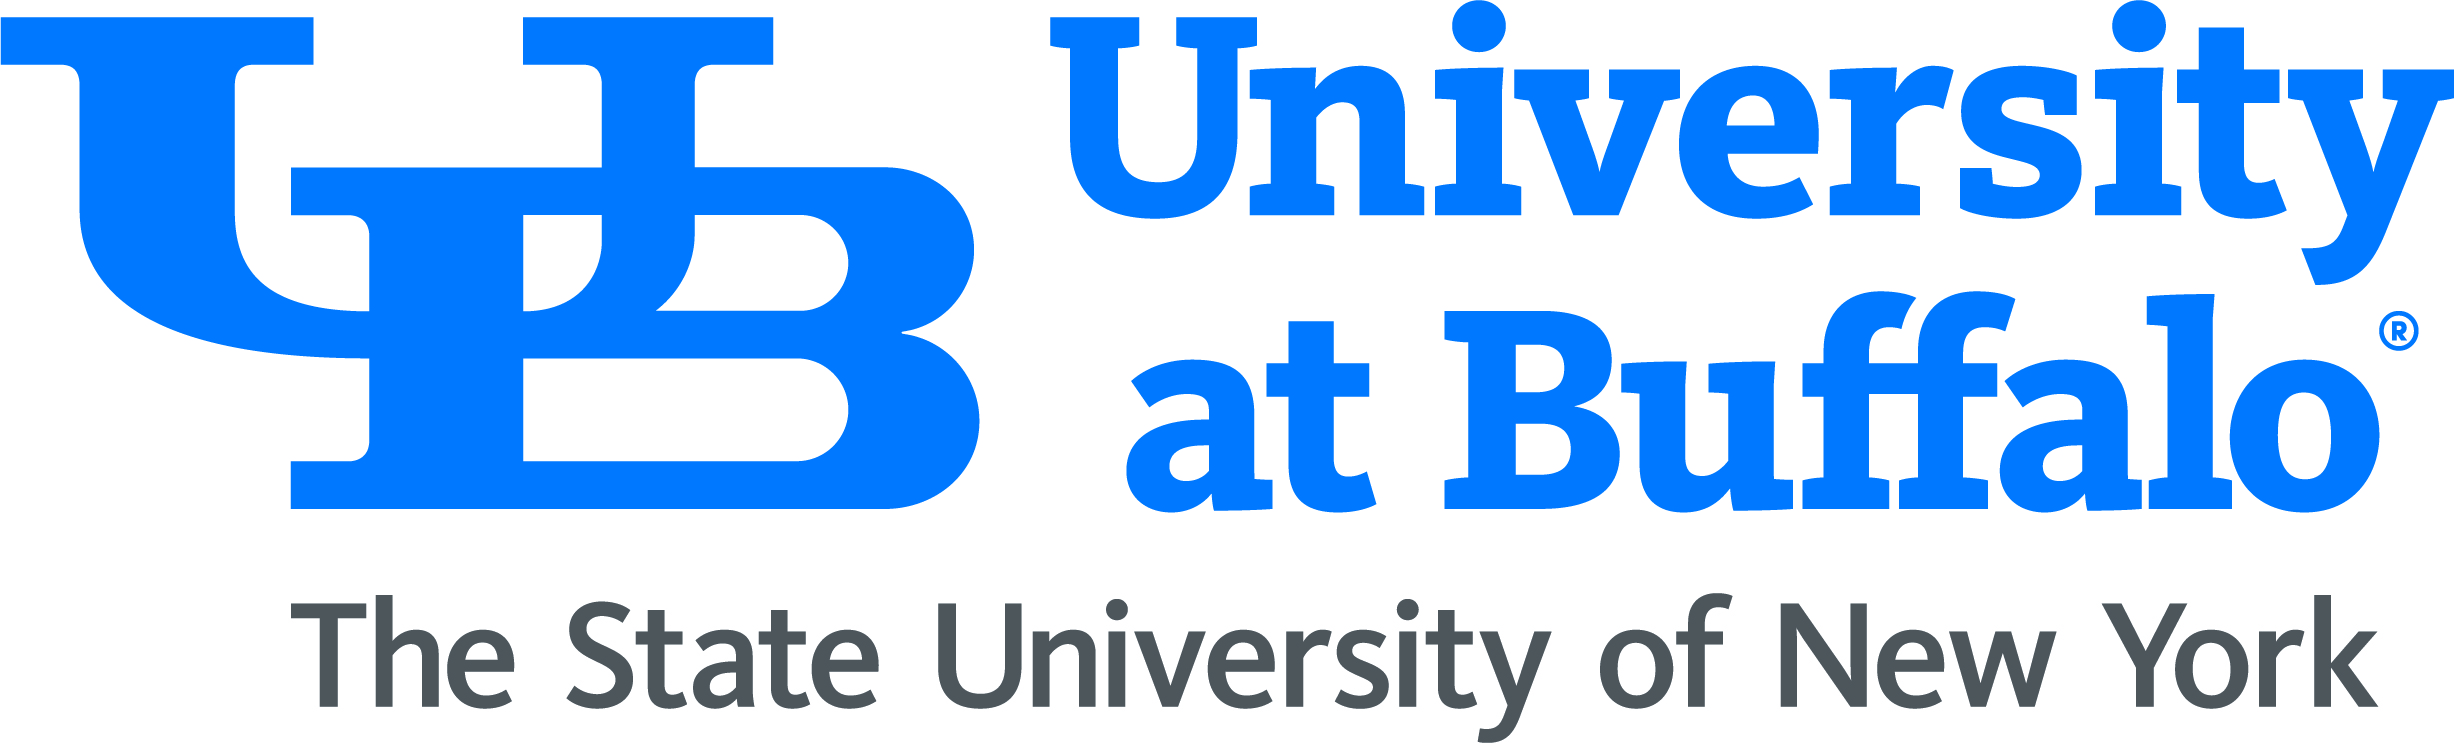 UB University
at Buffalo®
The State University of New York